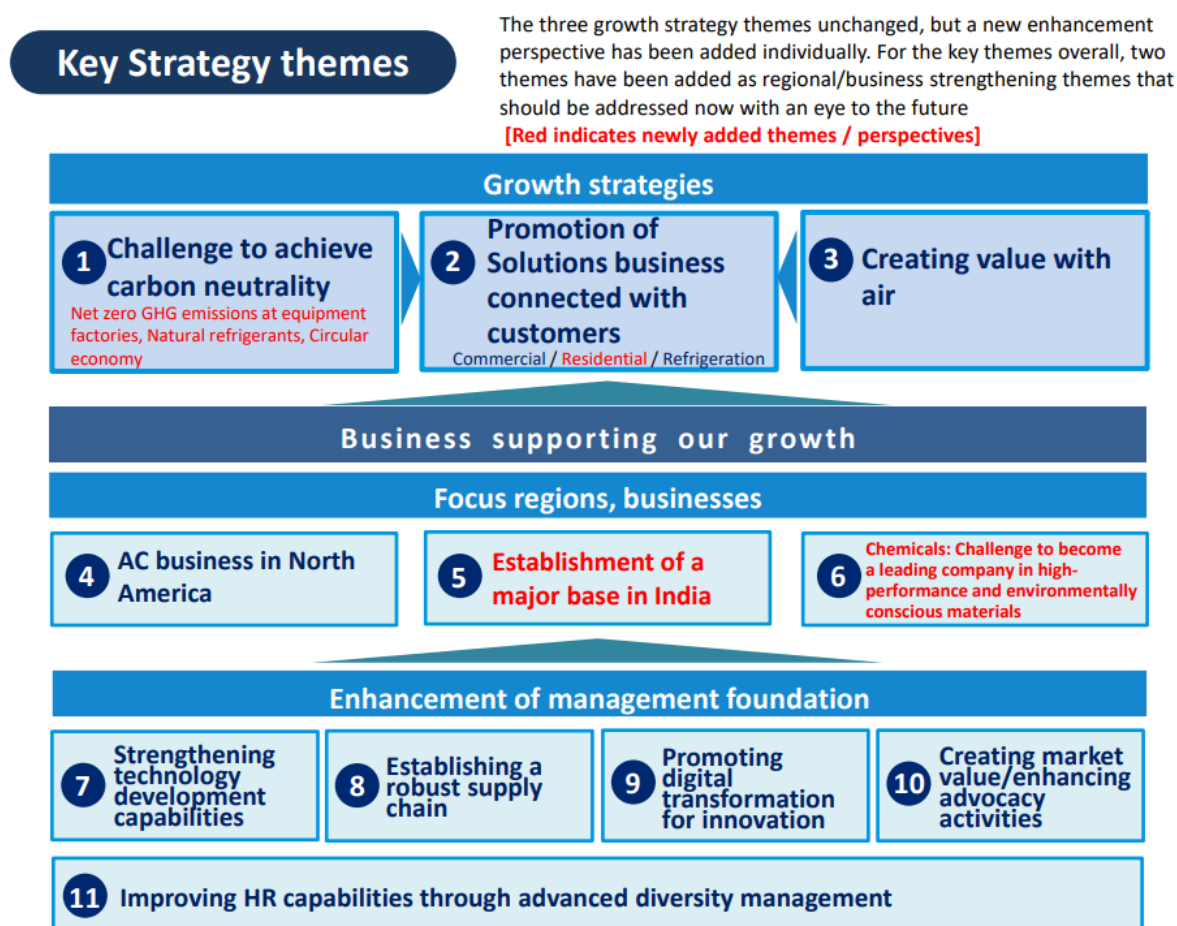 Key Strategy themes
The three growth strategy themes unchanged, but a new enhancement
perspective has been added individually. For the key themes overall, two
themes have been added as regional/business strengthening themes that
should be addressed now with an eye to the future
[Red indicates newly added themes / perspectives]
Growth strategies
1 Challenge to achieve
carbon neutrality
Net zero GHG emissions at equipment
factories, Natural refrigerants, Circular
economy
2 Promotion of
Solutions business
connected with
customers
Commercial / Residential / Refrigeration
3 Creating value with
air
Business supporting our growth
Focus regions, businesses
4 AC business in North
America
5 Establishment of a
major base in India
6 Chemicals: Challenge to become
a leading company in high-
performance and environmentally
conscious materials
Enhancement of management foundation
7 Strengthening
technology
development
capabilities
8 Establishing a
robust supply
chain
9 Promoting
digital
transformation
for innovation
10 Creating market
value/enhancing
advocacy
activities
11 Improving HR capabilities through advanced diversity management